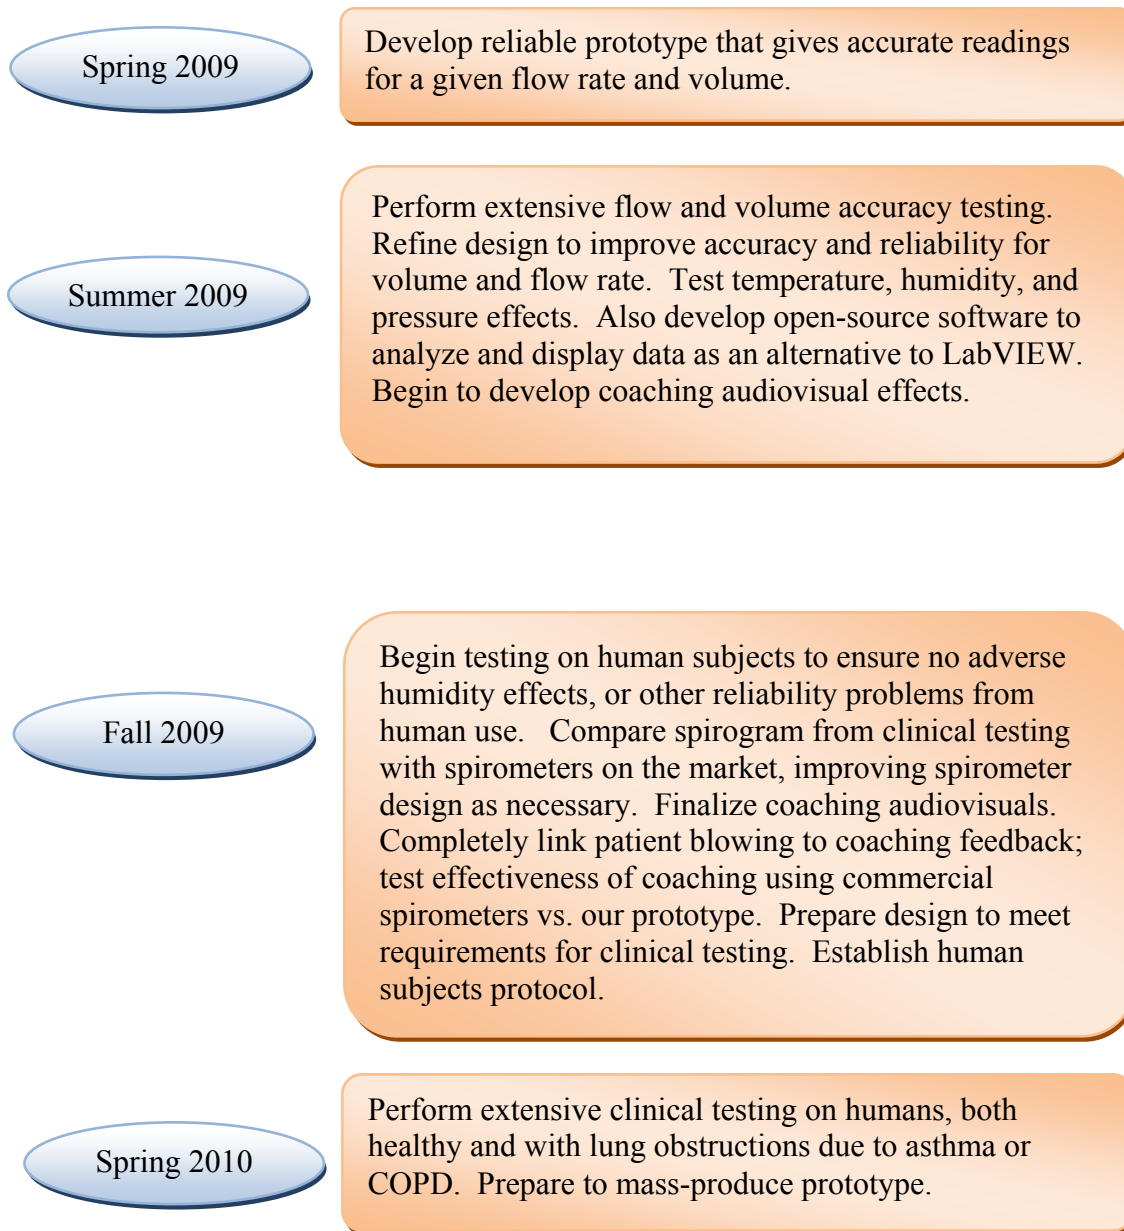 Spring 2009
Develop reliable prototype that gives accurate readings
for a given flow rate and volume.
Summer 2009
Perform extensive flow and volume accuracy testing.
Refine design to improve accuracy and reliability for
volume and flow rate.  Test temperature, humidity, and
pressure effects.  Also develop open-source software to
analyze and display data as an alternative to LabVIEW.
Begin to develop coaching audiovisual effects.
Fall 2009
Begin testing on human subjects to ensure no adverse
humidity effects, or other reliability problems from
human use.   Compare spirogram from clinical testing
with spirometers on the market, improving spirometer
design as necessary.  Finalize coaching audiovisuals.
Completely link patient blowing to coaching feedback;
test effectiveness of coaching using commercial
spirometers vs. our prototype.  Prepare design to meet
requirements for clinical testing.  Establish human
subjects protocol.
Spring 2010
Perform extensive clinical testing on humans, both
healthy and with lung obstructions due to asthma or
COPD.  Prepare to mass-produce prototype.